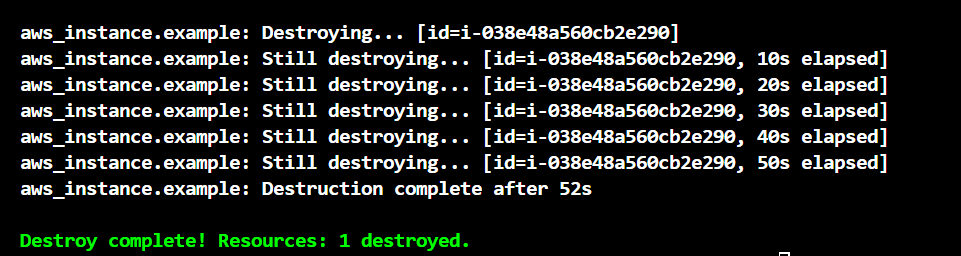 aws_instance.example: Destroying... [id=i-038e48a560cb2e290]
aws_instance.example: Still destroying... [id=i-038e48a560cb2e290, 10s elapsed]
aws_instance.example: Still destroying... [id=i-038e48a560cb2e290, 20s elapsed]
aws_instance.example: Still destroying... [id=i-038e48a560cb2e290, 30s elapsed]
aws_instance.example: Still destroying... [id=i-038e48a560cb2e290, 40s elapsed]
aws_instance.example: Still destroying... [id=i-038e48a560cb2e290, 50s elapsed]
aws_instance.example: Destruction complete after 52s
Destroy complete! Resources: 1 destroyed.